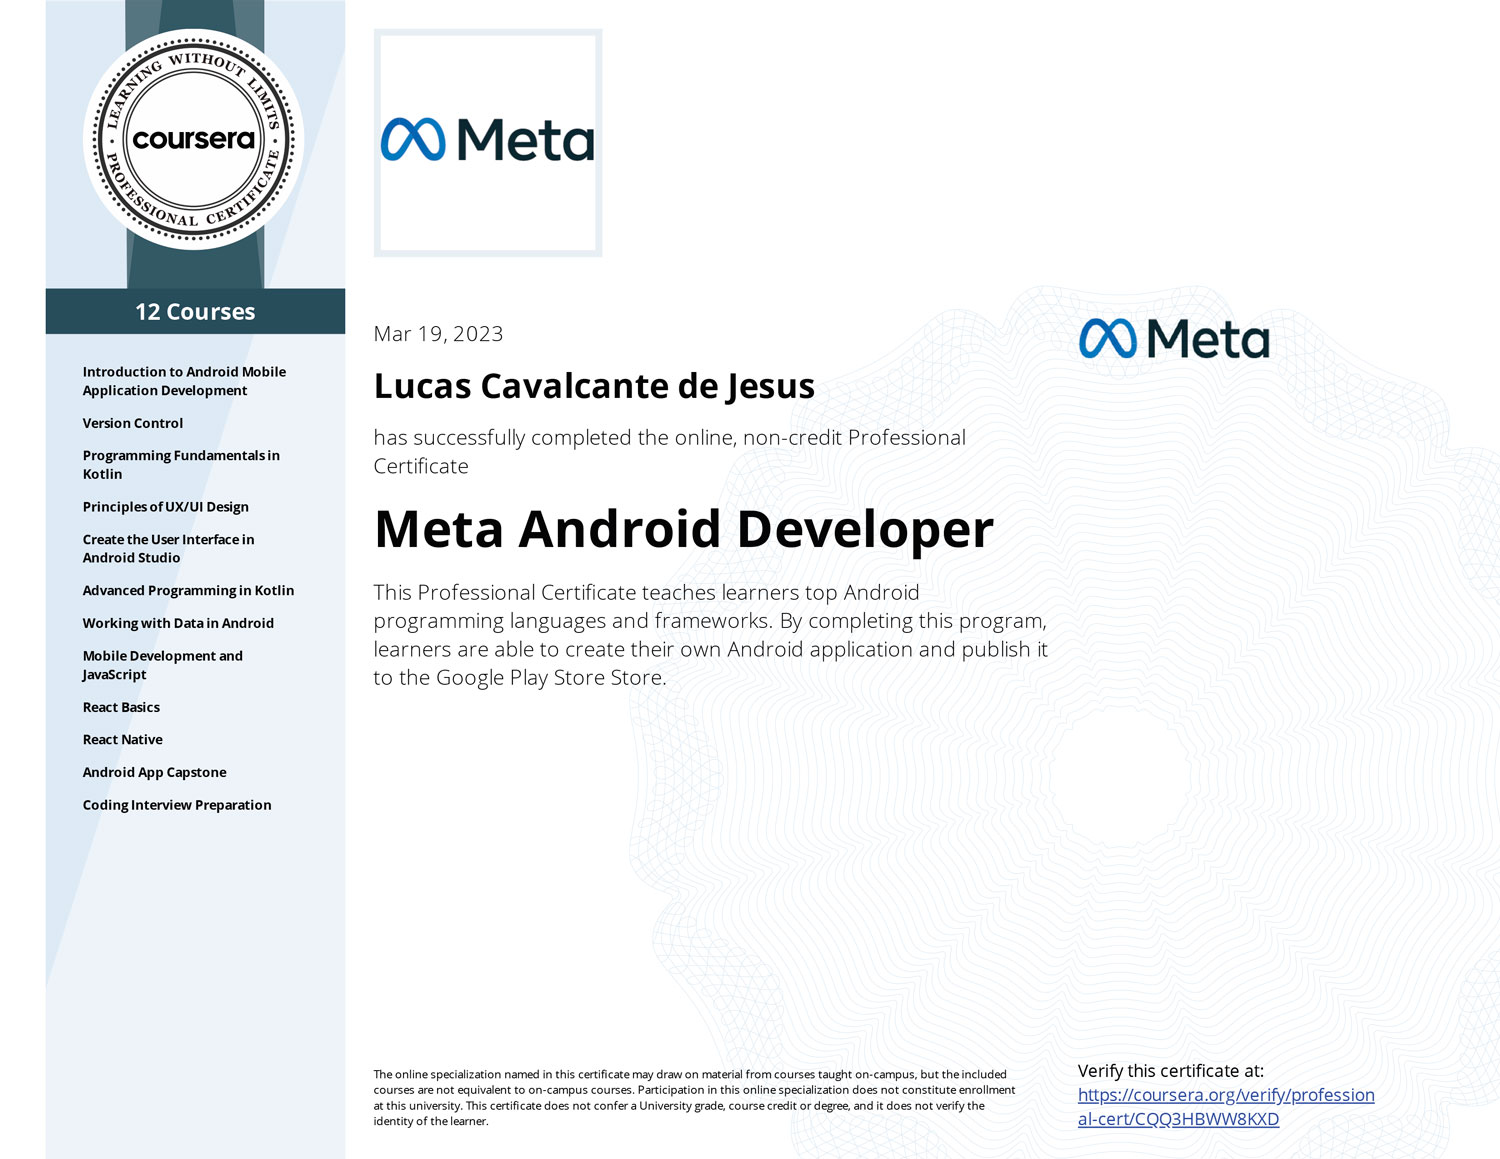 LEARNING WITHOUT LIMITS
coursera
PROFESSIONAL CERTIFICATE
12 Courses
Introduction to Android Mobile
Application Development
Version Control
Programming Fundamentals in
Kotlin
Principles of UX/UI Design
Create the User Interface in
Android Studio
Advanced Programming in Kotlin
Working with Data in Android
Mobile Development and
JavaScript
React Basics
React Native
Android App Capstone
Coding Interview Preparation
Meta
Mar 19, 2023
Lucas Cavalcante de Jesus
has successfully completed the online, non-credit Professional
Certificate
Meta Android Developer
This Professional Certificate teaches learners top Android
programming languages and frameworks. By completing this program,
learners are able to create their own Android application and publish it
to the Google Play Store Store.
Meta
The online specialization named in this certificate may draw on material from courses taught on-campus, but the included
courses are not equivalent to on-campus courses. Participation in this online specialization does not constitute enrollment
at this university. This certificate does not confer a University grade, course credit or degree, and it does not verify the
identity of the learner.
Verify this certificate at:
https://coursera.org/verify/profession
al-cert/CQQ3HBWW8KXD